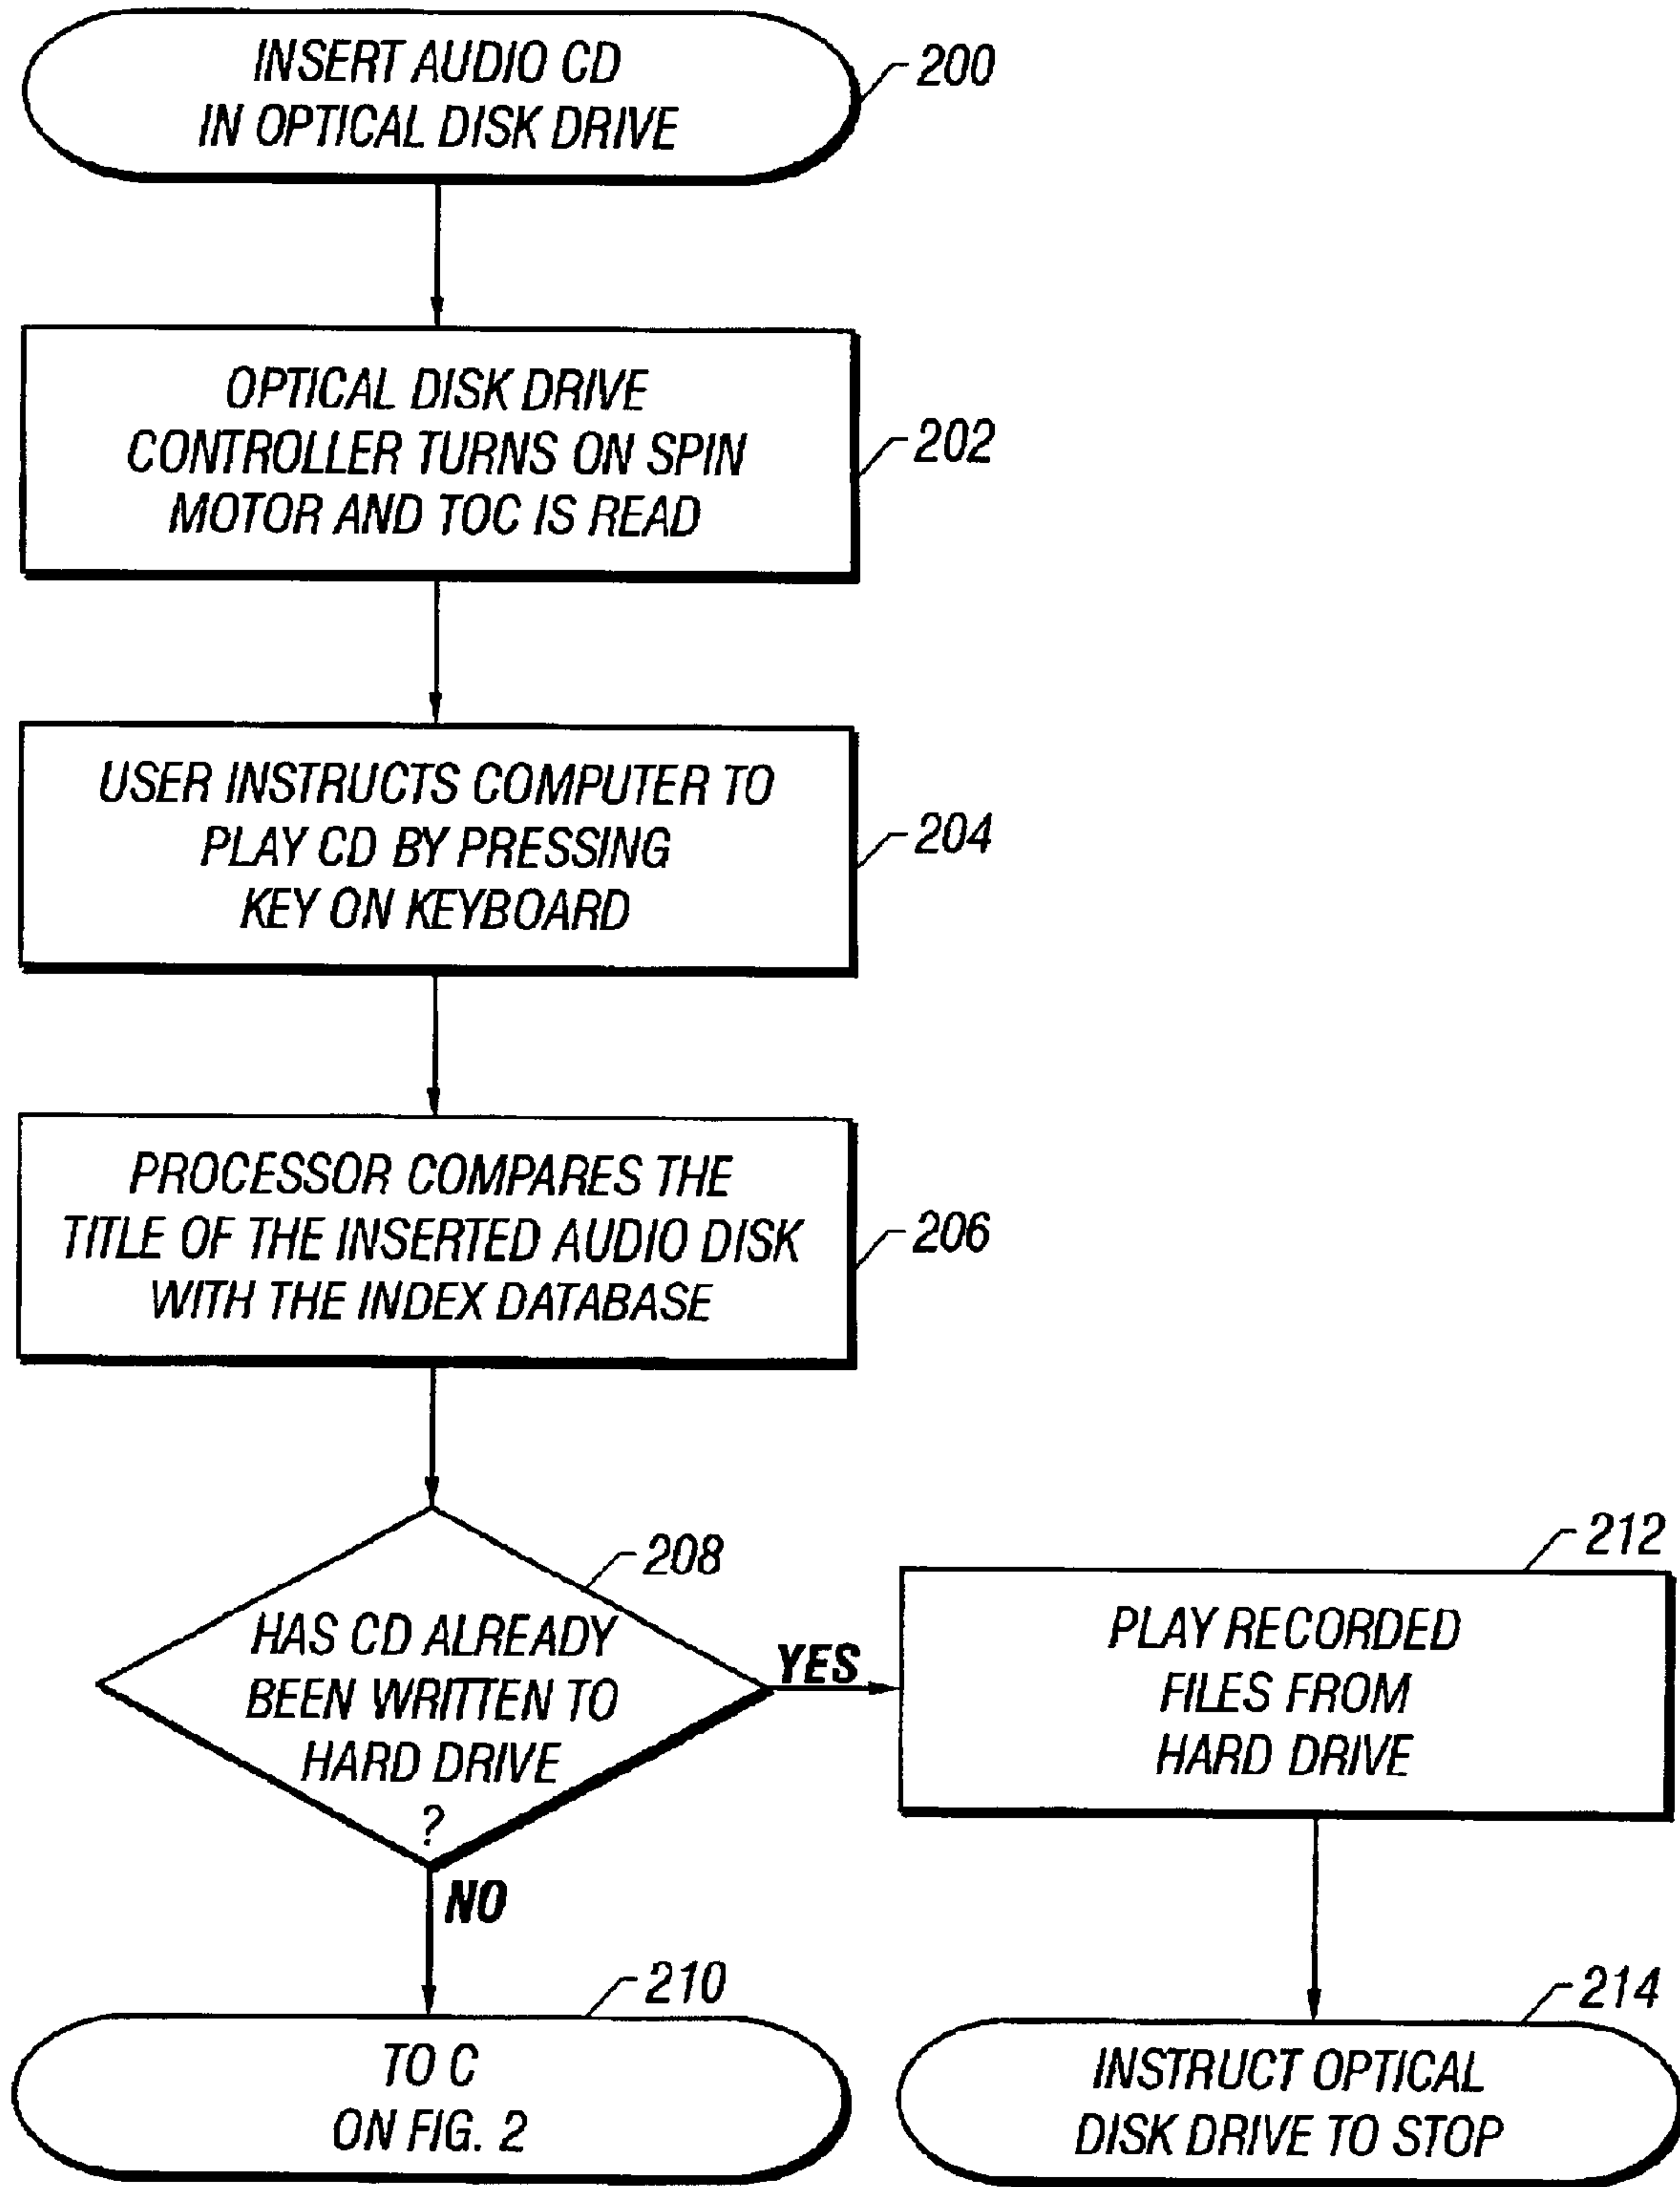 INSERT AUDIO CD
IN OPTICAL DISK DRIVE
200
OPTICAL DISK DRIVE
CONTROLLER TURNS ON SPIN
MOTOR AND TOC IS READ
202
USER INSTRUCTS COMPUTER TO
PLAY CD BY PRESSING
KEY ON KEYBOARD
204
PROCESSOR COMPARES THE
TITLE OF THE INSERTED AUDIO DISK
WITH THE INDEX DATABASE
206
208
HAS CD ALREADY
BEEN WRITTEN TO
HARD DRIVE
?
YES
NO
212
PLAY RECORDED
FILES FROM
HARD DRIVE
210
TO C
ON FIG. 2
214
INSTRUCT OPTICAL
DISK DRIVE TO STOP